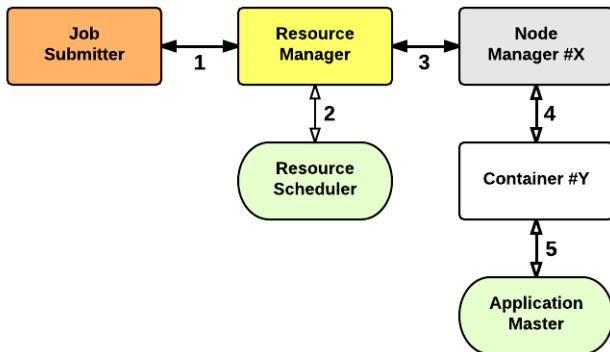 Job
Submitter
1
Resource
Manager
3
Node
Manager #X
2
4
Resource
Scheduler
Container #Y
5
Application
Master